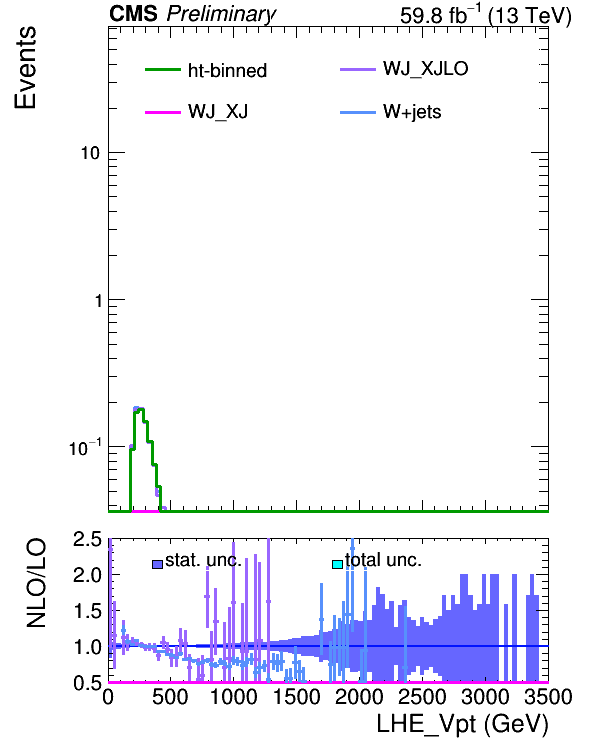 CMS Preliminary 59.8 fb⁻¹ (13 TeV)
Events
ht-binned WJ_XJLO
WJ_XJ W+jets
10
1
10⁻¹
NLO/LO
2.5
2.0
1.5
1.0
0.5
stat. unc. total unc.
0 500 1000 1500 2000 2500 3000 3500
LHE_Vpt (GeV)